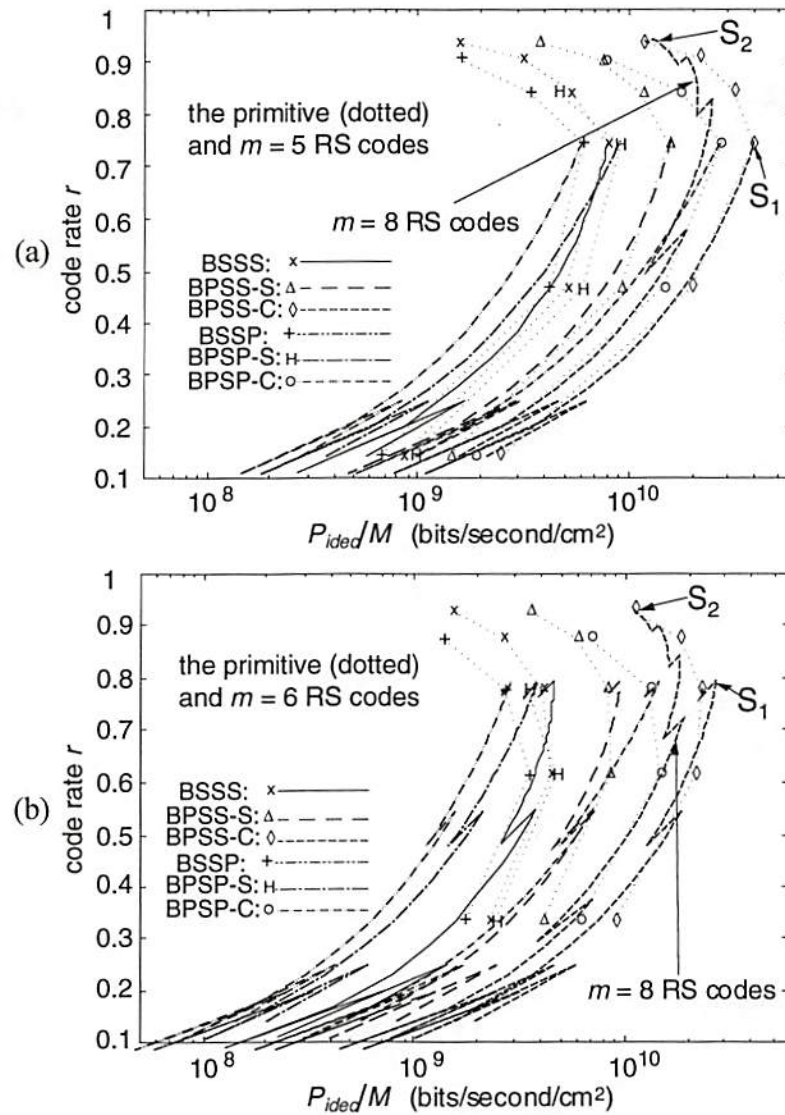 (a)
code rate r
1
0.9
0.8
0.7
0.6
0.5
0.4
0.3
0.2
0.1
S2
S1
the primitive (dotted)
and m = 5 RS codes
m = 8 RS codes
BSSS: x
BPSS-S: Δ
BPSS-C: ◊
BSSP: +
BPSP-S: H
BPSP-C: o
10^8
10^9
10^10
P_ided/M (bits/second/cm²)
(b)
code rate r
1
0.9
0.8
0.7
0.6
0.5
0.4
0.3
0.2
0.1
S2
S1
the primitive (dotted)
and m = 6 RS codes
BSSS: x
BPSS-S: Δ
BPSS-C: ◊
BSSP: +
BPSP-S: H
BPSP-C: o
m = 8 RS codes
10^8
10^9
10^10
P_ided/M (bits/second/cm²)